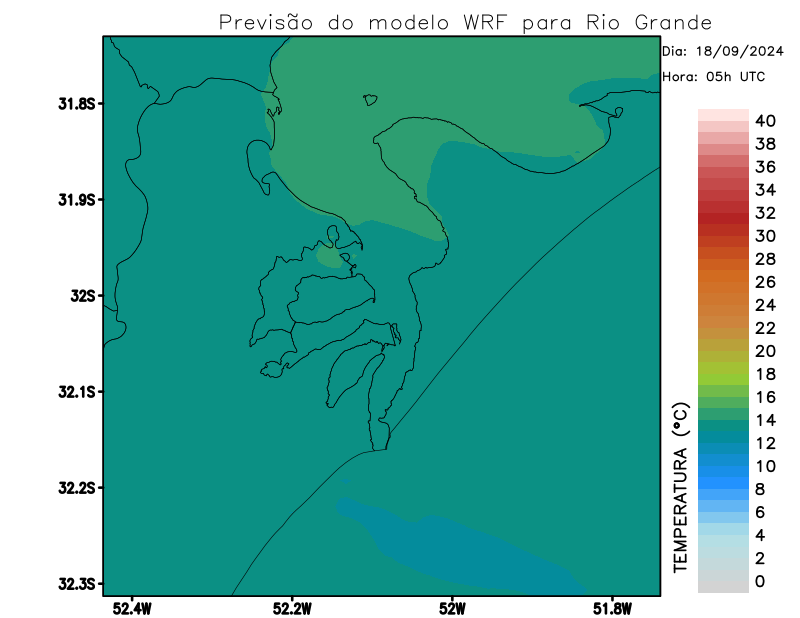 Previsão do modelo WRF para Rio Grande
Dia: 18/09/2024
Hora: 05h UTC
31.8S
31.9S
32S
32.1S
32.2S
32.3S
52.4W
52.2W
52W
51.8W
TEMPERATURA (°C)
40
38
36
34
32
30
28
26
24
22
20
18
16
14
12
10
8
6
4
2
0